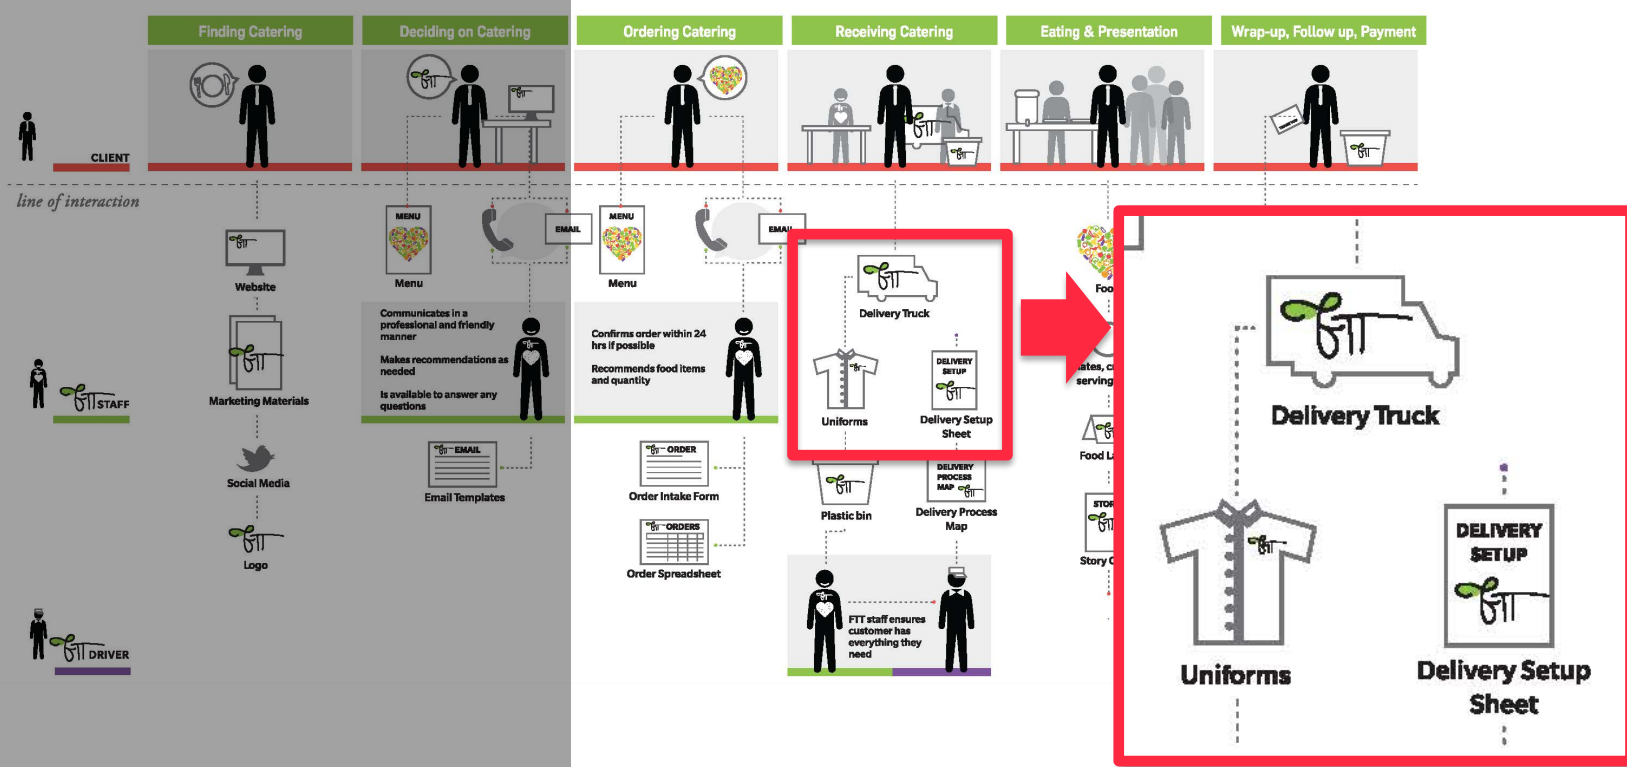 Finding Catering
Deciding on Catering
Ordering Catering
Receiving Catering
Eating & Presentation
Wrap-up, Follow up, Payment
CLIENT
line of interaction
MENU
EMAIL
MENU
Website
Menu
Menu
Delivery Truck
Communicates in a
professional and friendly
manner
Makes recommendations as
needed
Is available to answer any
questions
Confirms order within 24
hrs if possible
Recommends food items
and quantity
DELIVERY
SETUP
STAFF
Marketing Materials
Uniforms
Delivery Setup
Sheet
EMAIL
ORDER
Social Media
Email Templates
Order Intake Form
DELIVERY
PROCESS
MAP
Plastic bin
Delivery Process
Map
ORDERS
Logo
Order Spreadsheet
FTT staff ensures
customer has
everything they
need
DRIVER
serving
Delivery Truck
DELIVERY
SETUP
Uniforms
Delivery Setup
Sheet